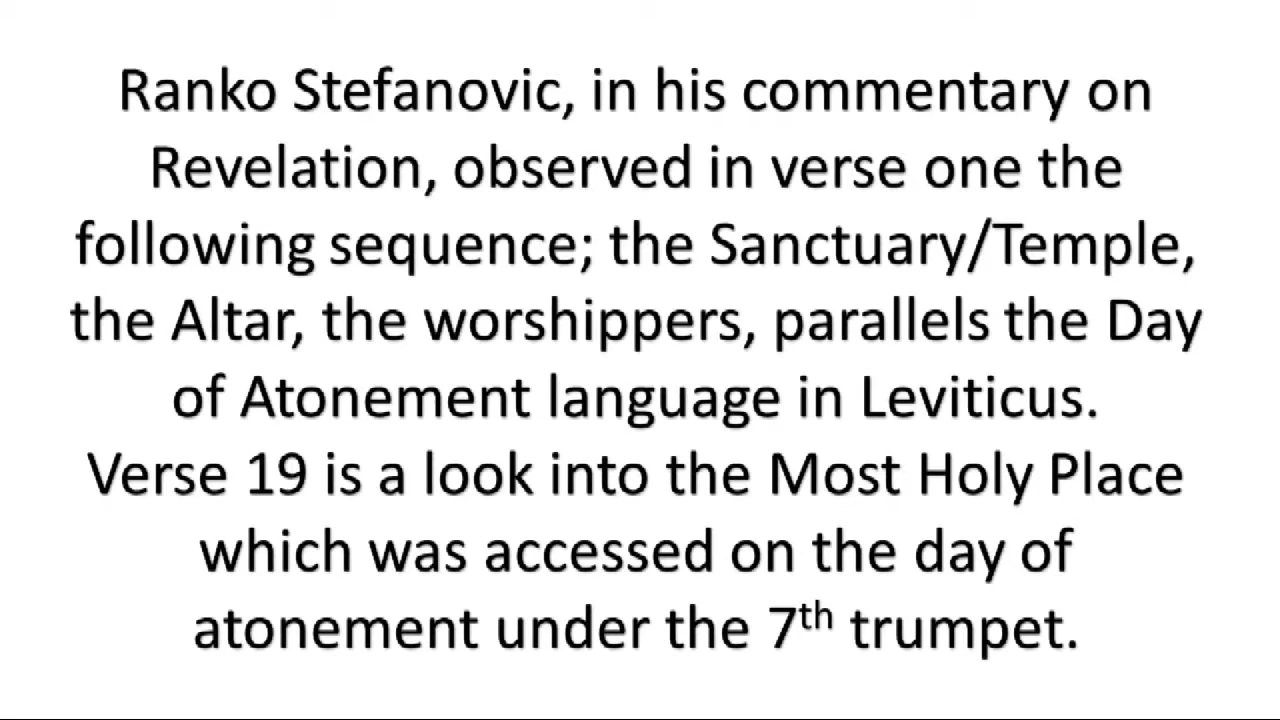 Ranko Stefanovic, in his commentary on
Revelation, observed in verse one the
following sequence; the Sanctuary/Temple,
the Altar, the worshippers, parallels the Day
of Atonement language in Leviticus.
Verse 19 is a look into the Most Holy Place
which was accessed on the day of
atonement under the 7th trumpet.